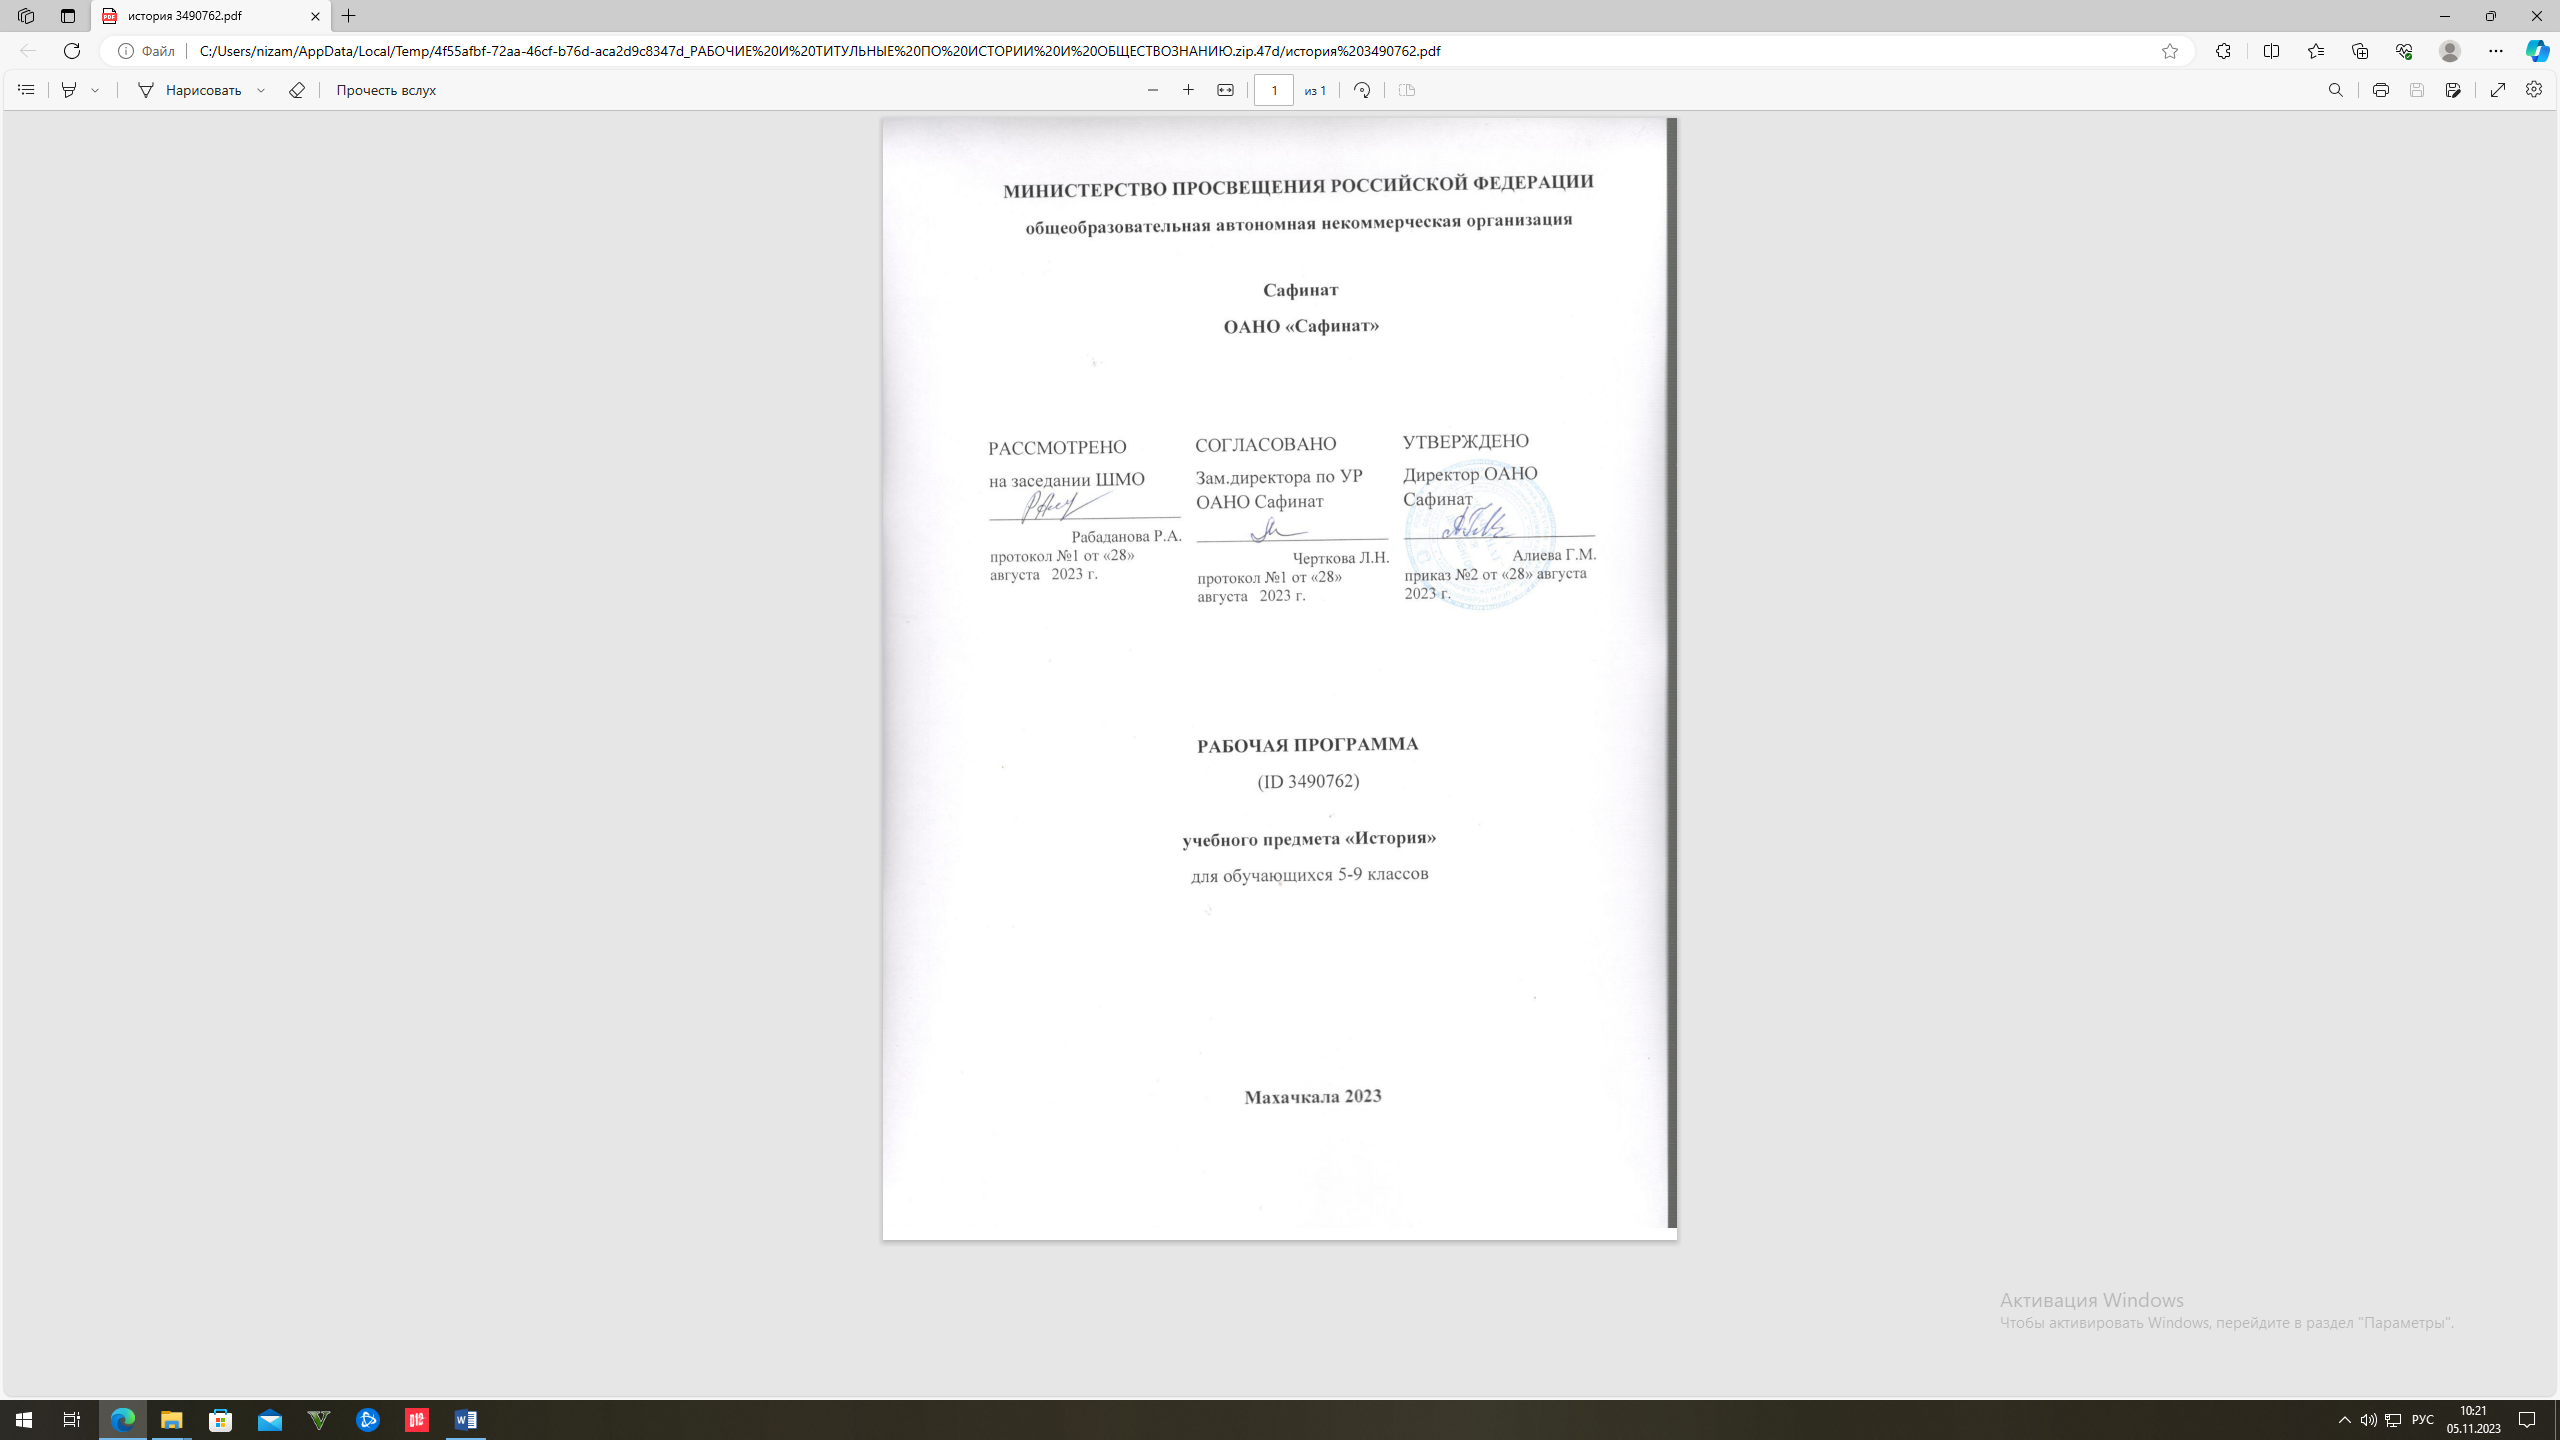 история 3490762.pdf
Файл
C:/Users/nizam/AppData/Local/Temp/4f55afbf-72aa-46cf-b76d-aca2d9c8347d_РАБОЧИЕ%20И%20ТИТУЛЬНЫЕ%20ПО%20ИСТОРИИ%20И%20ОБЩЕСТВОЗНАНИЮ.zip.47d/история%203490762.pdf
Нарисовать
Прочесть вслух
1
из 1
МИНИСТЕРСТВО ПРОСВЕЩЕНИЯ РОССИЙСКОЙ ФЕДЕРАЦИИ
общеобразовательная автономная некоммерческая организация
Сафинат
ОАНО «Сафинат»
РАССМОТРЕНО
на заседании ШМО
Рабаданова Р.А.
протокол №1 от «28»
августа 2023 г.
СОГЛАСОВАНО
Зам.директора по УР
ОАНО Сафинат
Черткова Л.Н.
протокол №1 от «28»
августа 2023 г.
УТВЕРЖДЕНО
Директор ОАНО
Сафинат
Алиева Г.М.
приказ №2 от «28» августа
2023 г.
РАБОЧАЯ ПРОГРАММА
(ID 3490762)
учебного предмета «История»
для обучающихся 5-9 классов
Махачкала 2023
Активация Windows
Чтобы активировать Windows, перейдите в раздел "Параметры".
РУС
10:21
05.11.2023